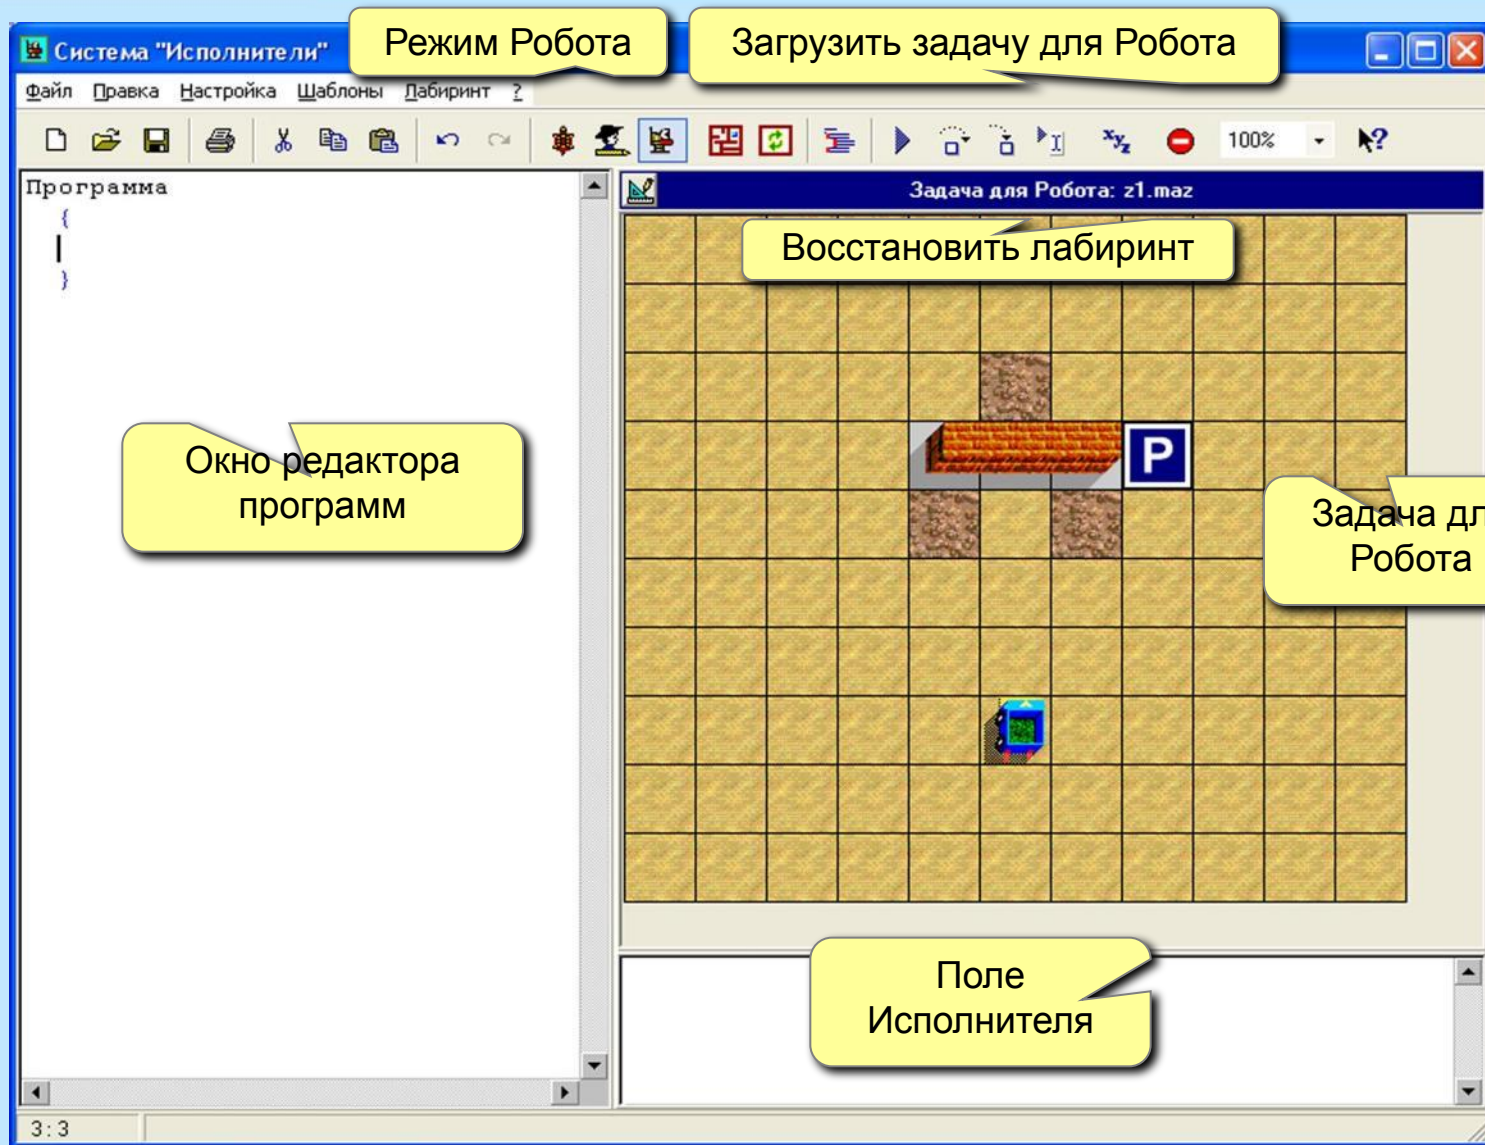 Режим Робота
Загрузить задачу для Робота
Система "Исполнители"
Файл Правка Настройка Шаблоны Лабиринт ?
100%
Программа
{
}
Задача для Робота: z1.maz
Восстановить лабиринт
P
Окно редактора
программ
Задача дл
Робота
Поле
Исполнителя
3:3